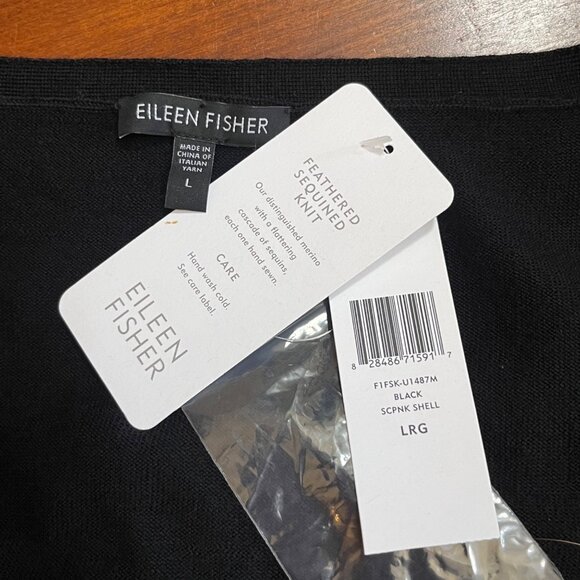 EILEEN FISHER
MADE IN
CHINA OF
ITALIAN
YARN
L
FEATHERED
SEQUINED
KNIT
Our distinguished merino
with a flattering
cascade of sequins,
each one hand sewn.
CARE
Hand wash cold.
See care label.
EILEEN
FISHER
8 28486 71591 7
F1FSK-U1487M
BLACK
SCPNK SHELL
LRG